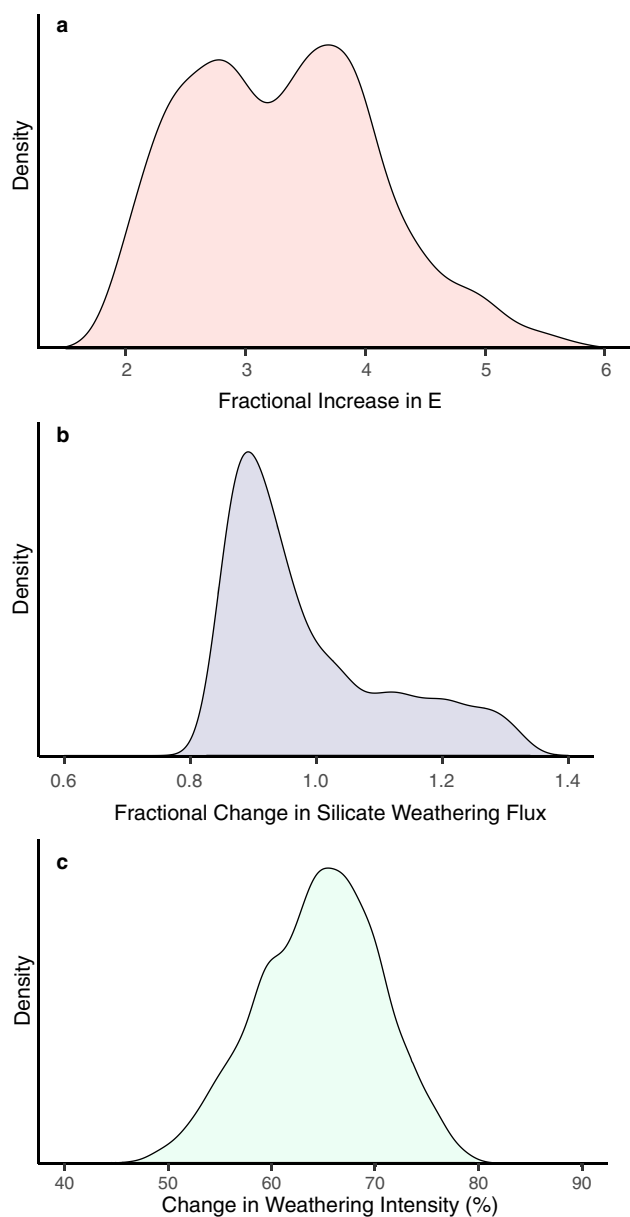 a
Density
2 3 4 5 6
Fractional Increase in E
b
Density
0.6 0.8 1.0 1.2 1.4
Fractional Change in Silicate Weathering Flux
c
Density
40 50 60 70 80 90
Change in Weathering Intensity (%)